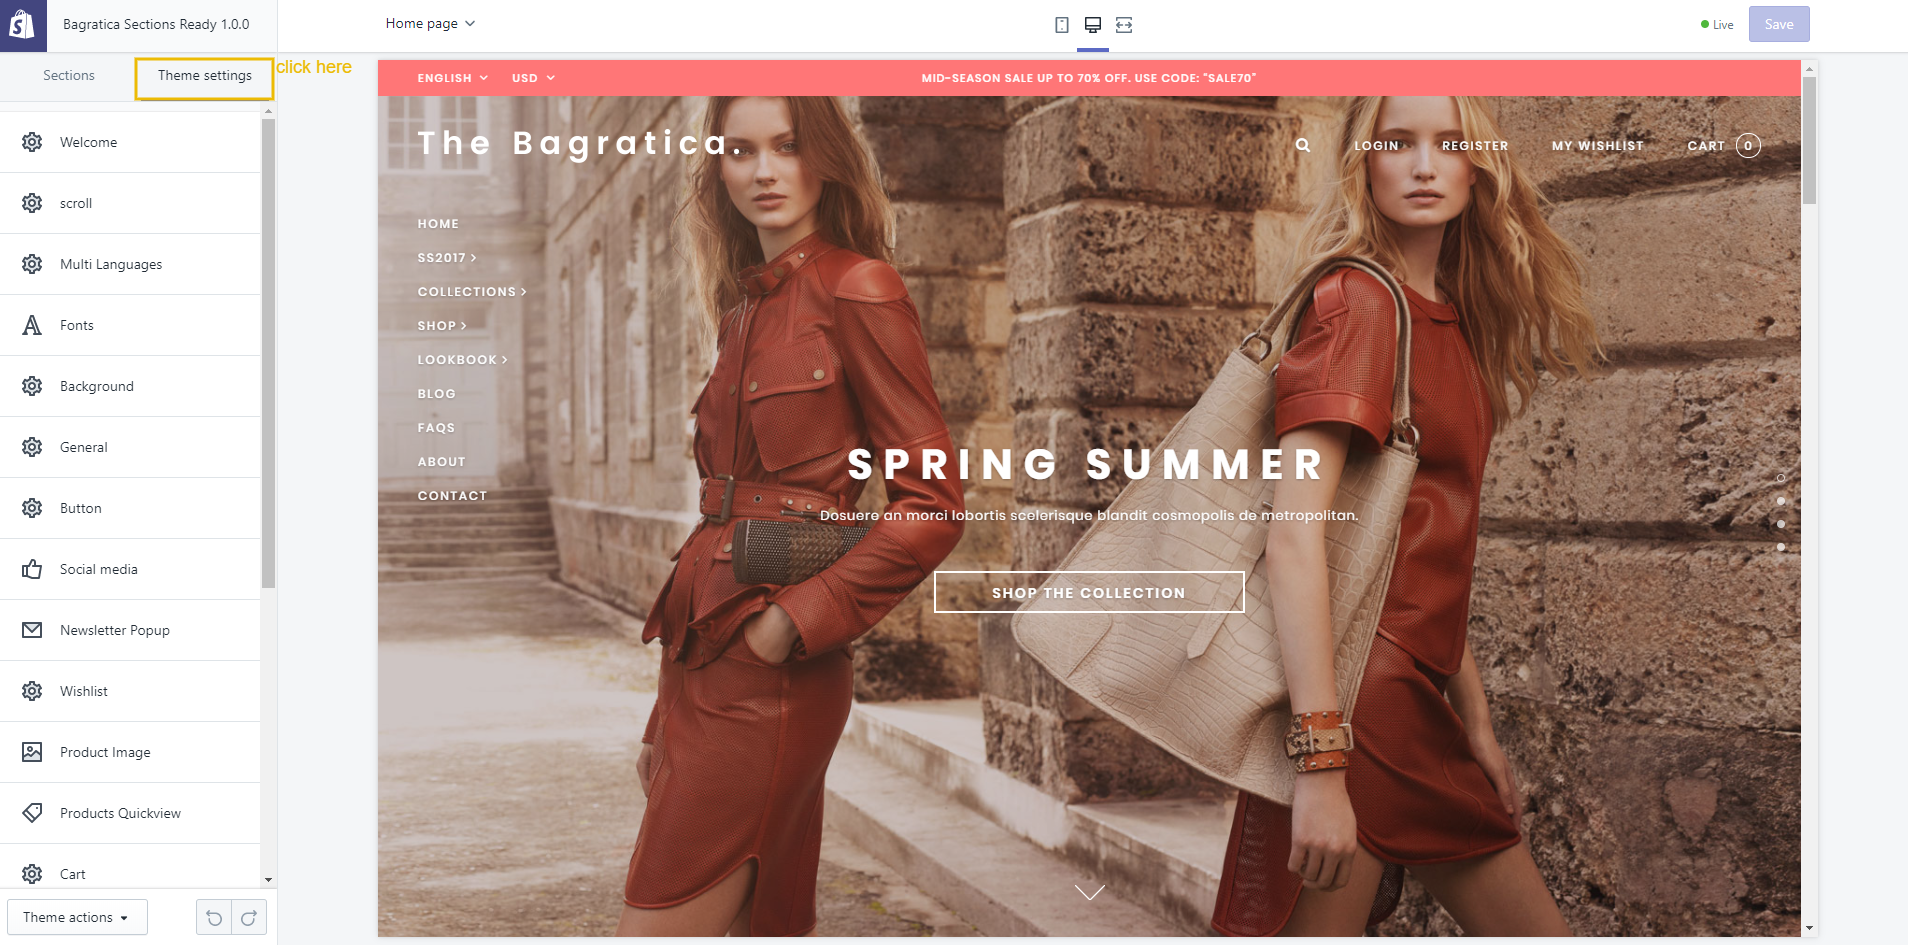 Bagratica Sections Ready 1.0.0
Home page
Live
Save
Sections
Theme settings
click here
Welcome
scroll
Multi Languages
Fonts
Background
General
Button
Social media
Newsletter Popup
Wishlist
Product Image
Products Quickview
Cart
Theme actions
ENGLISH
USD
MID-SEASON SALE UP TO 70% OFF. USE CODE: "SALE70"
The Bagratica.
LOGIN
REGISTER
MY WISHLIST
CART 0
HOME
SS2017 >
COLLECTIONS >
SHOP >
LOOKBOOK >
BLOG
FAQS
ABOUT
CONTACT
SPRING SUMMER
Dosuere an morci lobortis scelerisque blandit cosmopolis de metropolitan.
SHOP THE COLLECTION